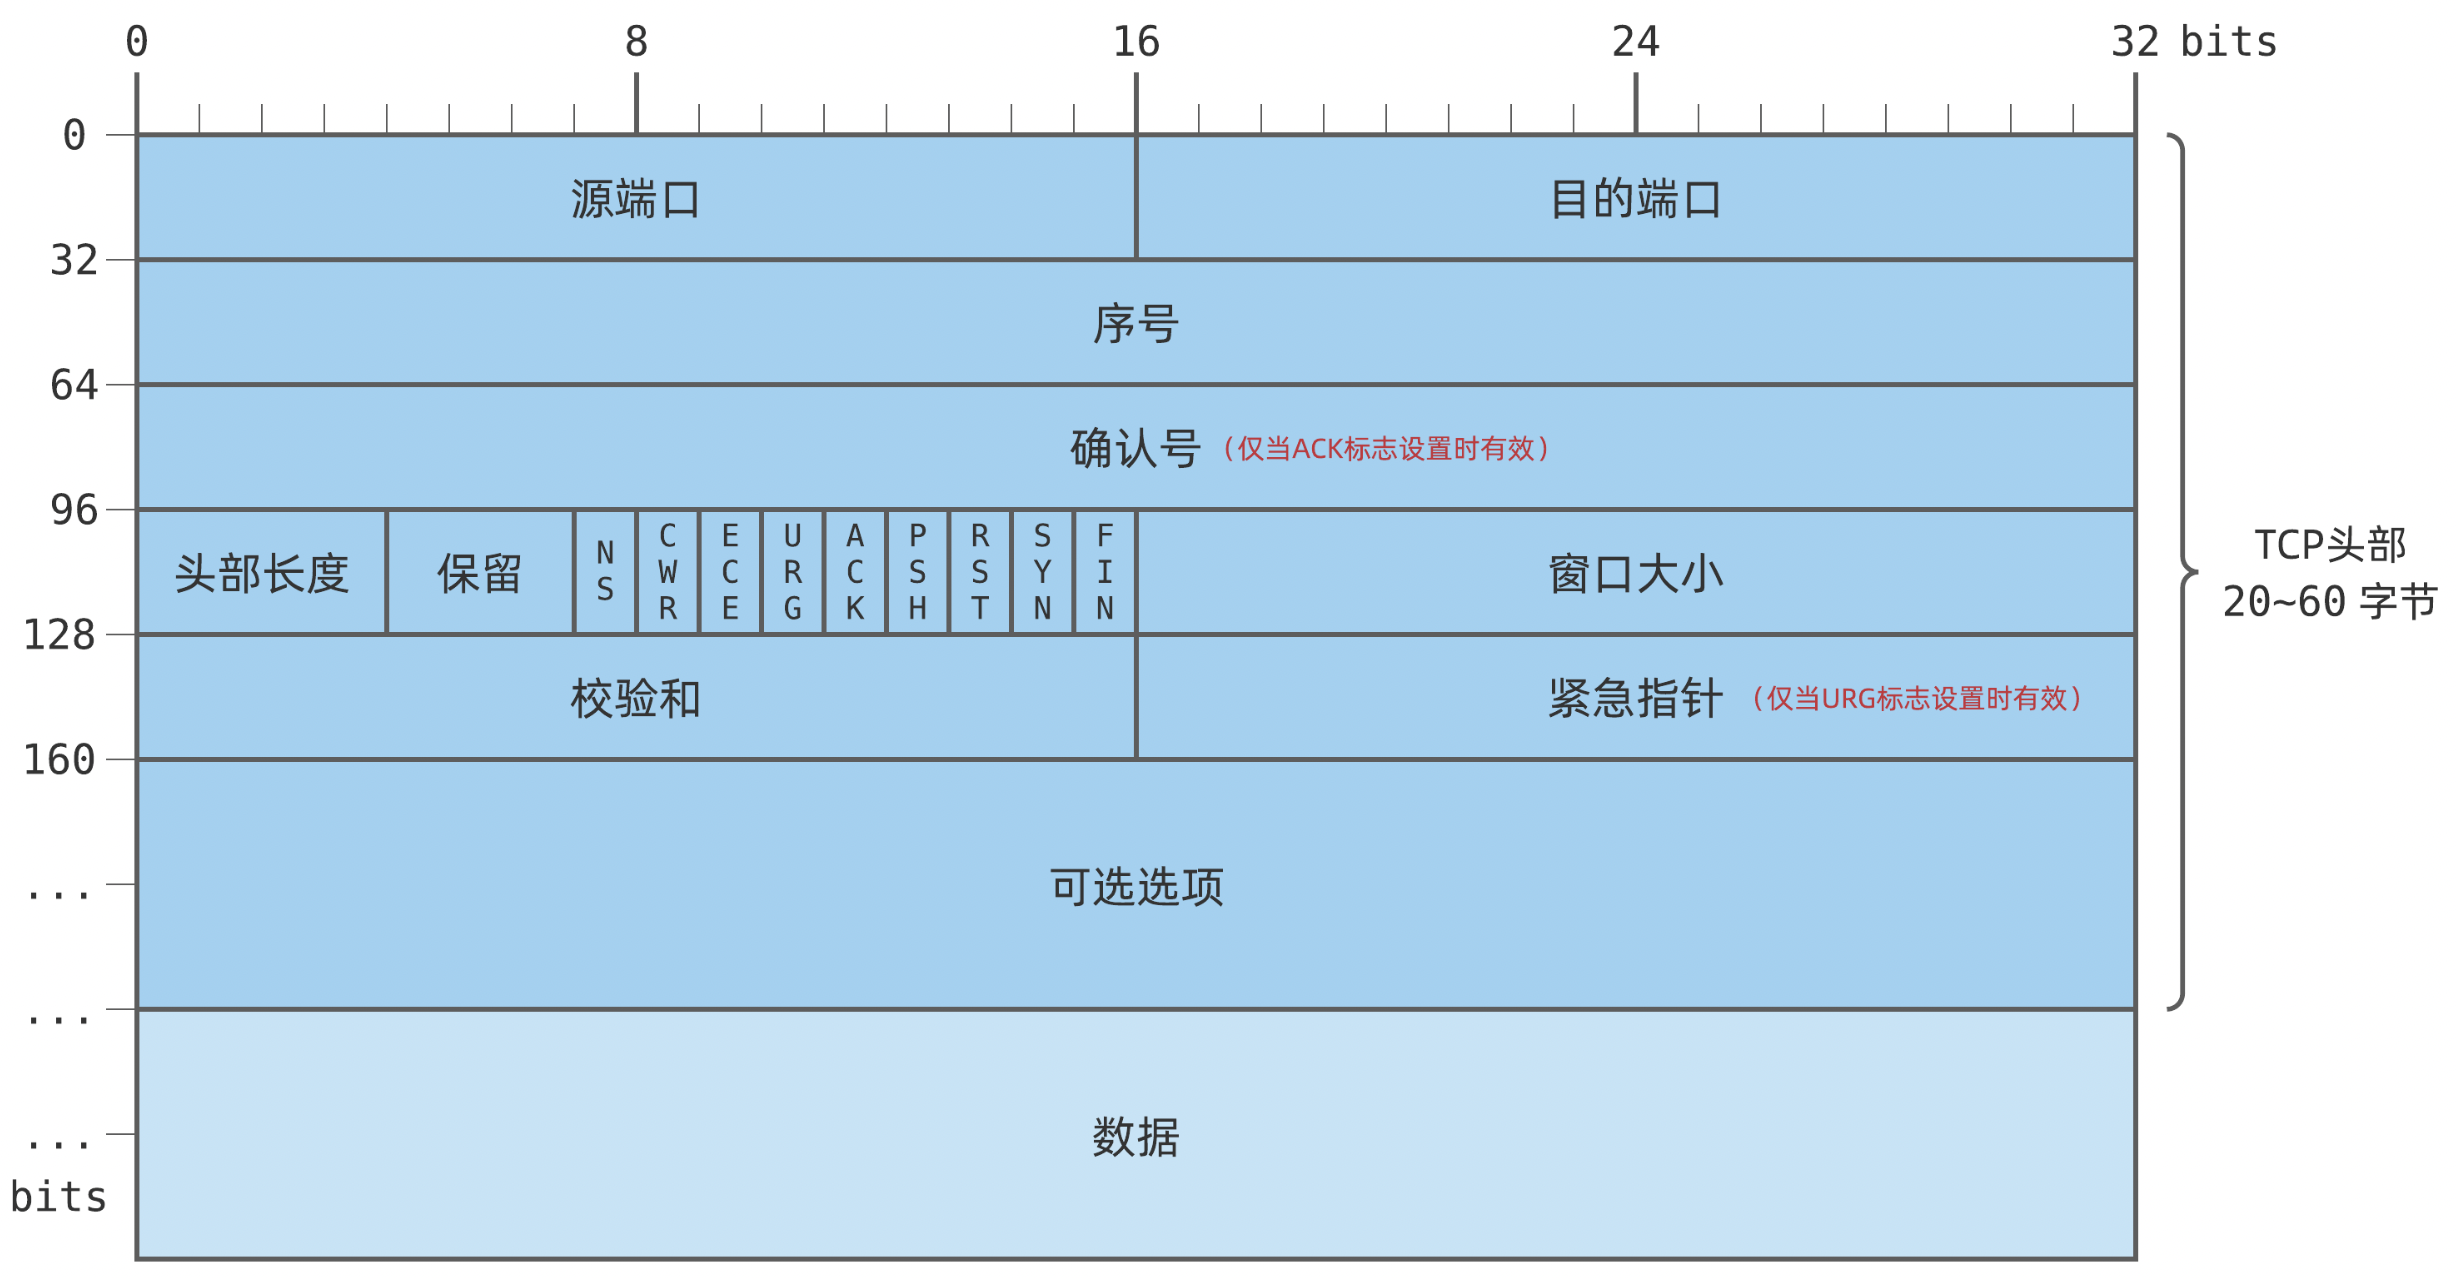 0 8 16 24 32 bits
0
源端口 目的端口
32
序号
64
确认号 (仅当ACK标志设置时有效)
96
头部长度 保留 NS CWR ECE URG ACK PSH RST SYN FIN 窗口大小
TCP头部
20~60 字节
128
校验和 紧急指针 (仅当URG标志设置时有效)
160
可选选项
...
...
数据
...
bits